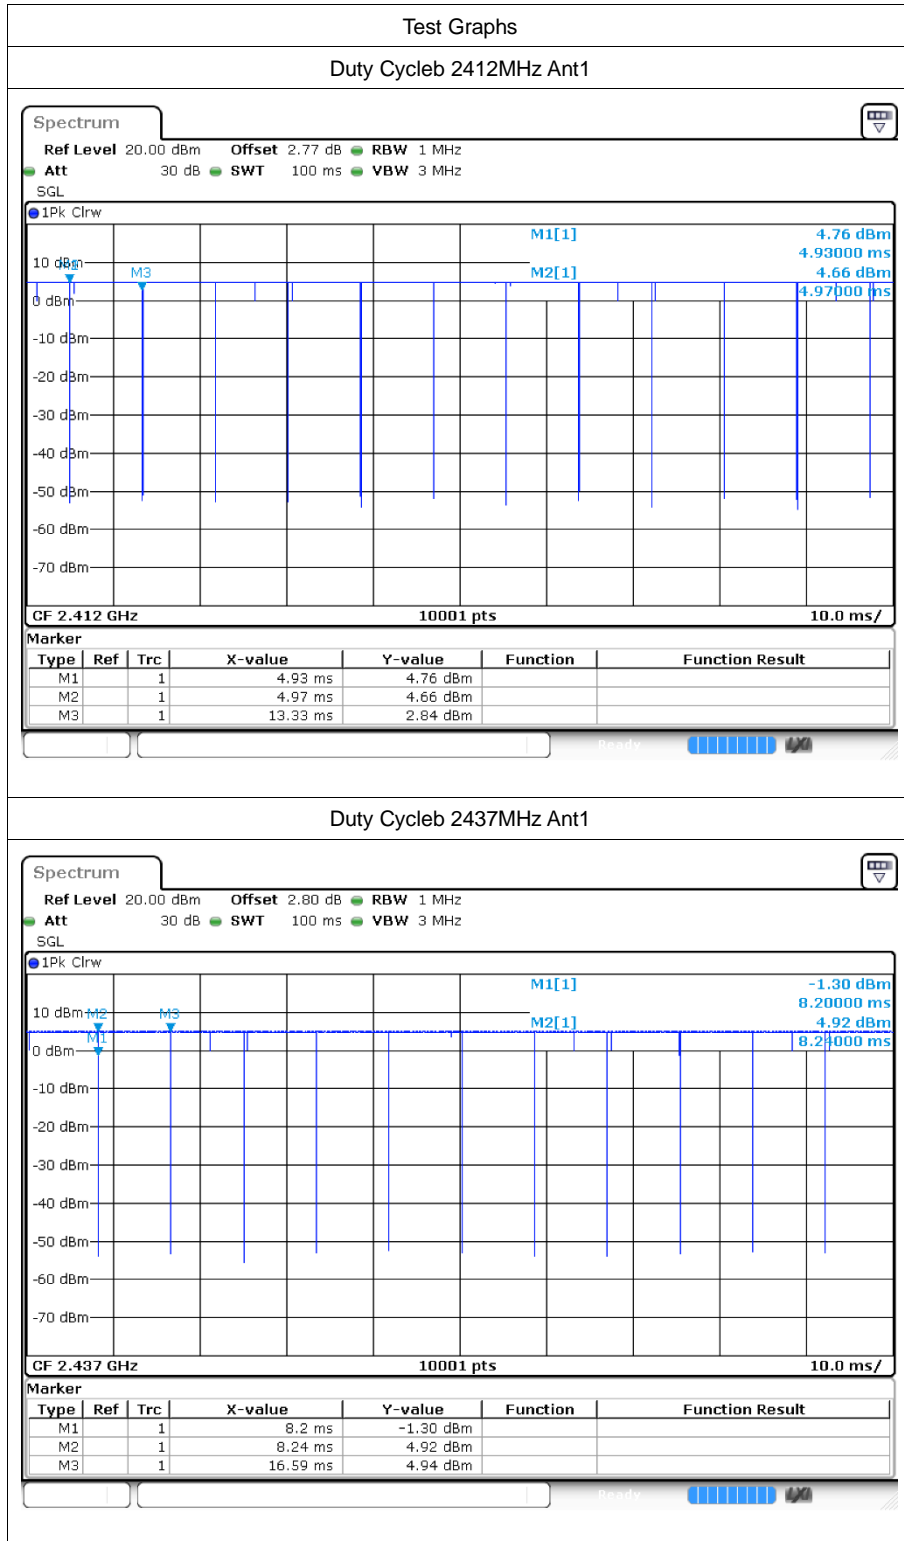 Test Graphs
Duty Cycleb 2412MHz Ant1
Spectrum
Ref Level 20.00 dBm Offset 2.77 dB RBW 1 MHz
Att 30 dB SWT 100 ms VBW 3 MHz
SGL
1Pk Clrw
M1[1] 4.76 dBm
4.93000 ms
10 dBm
M3
M2[1] 4.66 dBm
4.97000 ms
0 dBm
-10 dBm
-20 dBm
-30 dBm
-40 dBm
-50 dBm
-60 dBm
-70 dBm
CF 2.412 GHz 10001 pts 10.0 ms/
Marker
Type Ref Trc X-value Y-value Function Function Result
M1 1 4.93 ms 4.76 dBm
M2 1 4.97 ms 4.66 dBm
M3 1 13.33 ms 2.84 dBm
Ready
Duty Cycleb 2437MHz Ant1
Spectrum
Ref Level 20.00 dBm Offset 2.80 dB RBW 1 MHz
Att 30 dB SWT 100 ms VBW 3 MHz
SGL
1Pk Clrw
M1[1] -1.30 dBm
8.20000 ms
10 dBm M2 M3
M2[1] 4.92 dBm
M1
8.24000 ms
0 dBm
-10 dBm
-20 dBm
-30 dBm
-40 dBm
-50 dBm
-60 dBm
-70 dBm
CF 2.437 GHz 10001 pts 10.0 ms/
Marker
Type Ref Trc X-value Y-value Function Function Result
M1 1 8.2 ms -1.30 dBm
M2 1 8.24 ms 4.92 dBm
M3 1 16.59 ms 4.94 dBm
Ready